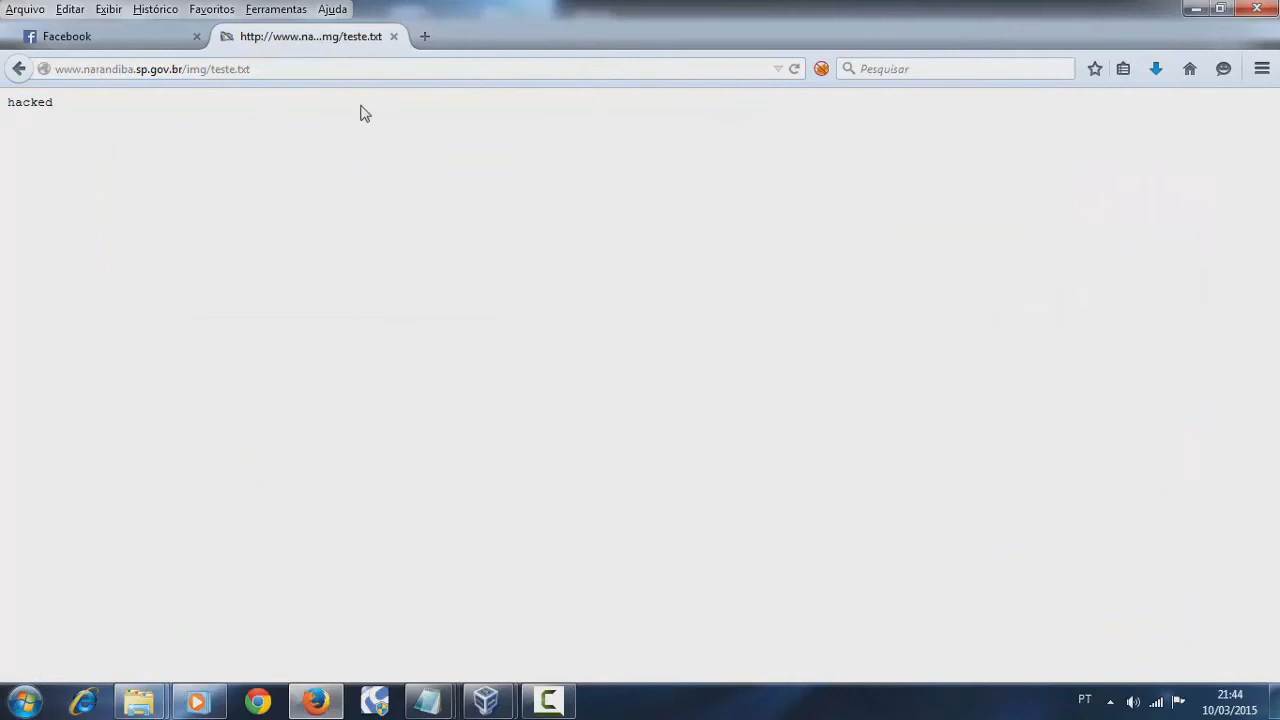 Arquivo Editar Exibir Histórico Favoritos Ferramentas Ajuda
Facebook http://www.na...mg/teste.txt
www.narandiba.sp.gov.br/img/teste.txt Pesquisar
hacked
PT 21:44
10/03/2015